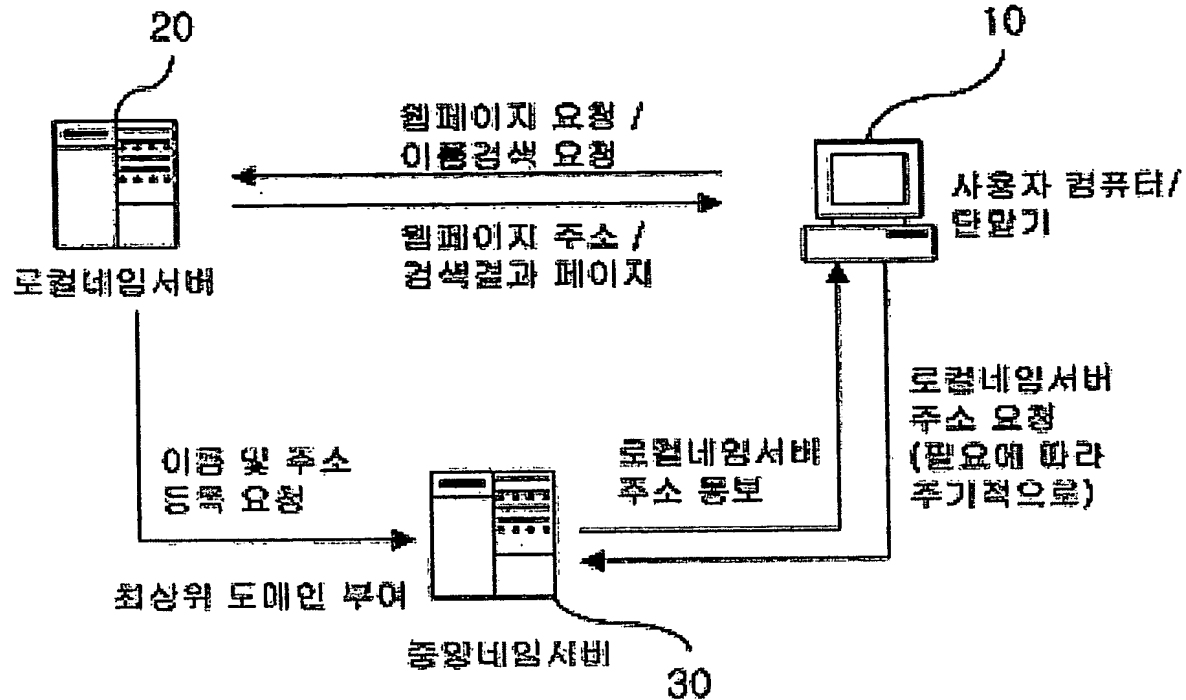 20
10
웹페이지 요청 /
이름검색 요청
사용자 컴퓨터/
단말기
웹페이지 주소 /
검색결과 페이지
로컬네임서버
로컬네임서버
주소 요청
(필요에 따라
주기적으로)
이름 및 주소
등록 요청
로컬네임서버
주소 통보
최상위 도메인 부여
중앙네임서버
30